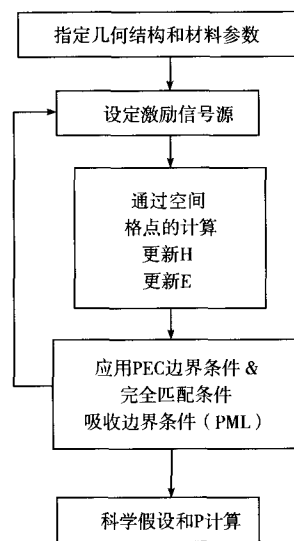 指定几何结构和材料参数
设定激励信号源
通过空间
格点的计算
更新H
更新E
应用PEC边界条件 &
完全匹配条件
吸收边界条件（PML）
科学假设和P计算